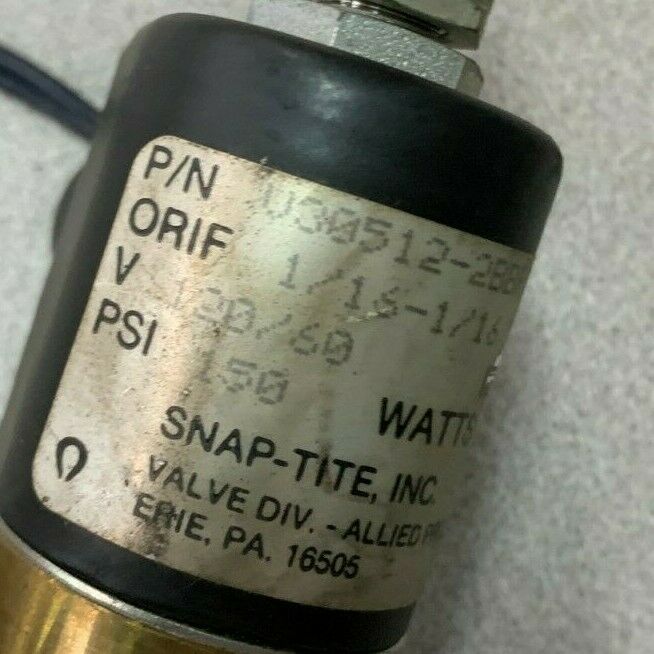 P/N U30512-2BB
ORIF 1/16-1/16
V 120/60
PSI 150
WATTS
SNAP-TITE, INC
VALVE DIV. - ALLIED
ERIE, PA. 16505